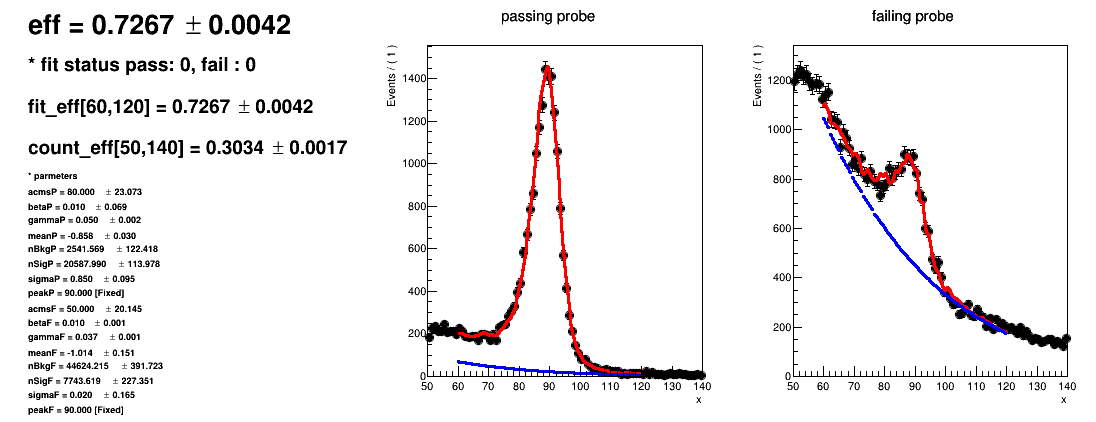 eff = 0.7267 ± 0.0042
* fit status pass: 0, fail : 0
fit_eff[60,120] = 0.7267 ± 0.0042
count_eff[50,140] = 0.3034 ± 0.0017
* parmeters
acmsP = 80.000 ± 23.073
betaP = 0.010 ± 0.069
gammaP = 0.050 ± 0.002
meanP = -0.858 ± 0.030
nBkgP = 2541.569 ± 122.418
nSigP = 20587.990 ± 113.978
sigmaP = 0.850 ± 0.095
peakP = 90.000 [Fixed]
acmsF = 50.000 ± 20.145
betaF = 0.010 ± 0.001
gammaF = 0.037 ± 0.001
meanF = -1.014 ± 0.151
nBkgF = 44624.215 ± 391.723
nSigF = 7743.619 ± 227.351
sigmaF = 0.020 ± 0.165
peakF = 90.000 [Fixed]
passing probe
Events / ( 1 )
1400
1200
1000
800
600
400
200
0
50 60 70 80 90 100 110 120 130 140
x
failing probe
Events / ( 1 )
1200
1000
800
600
400
200
0
50 60 70 80 90 100 110 120 130 140
x